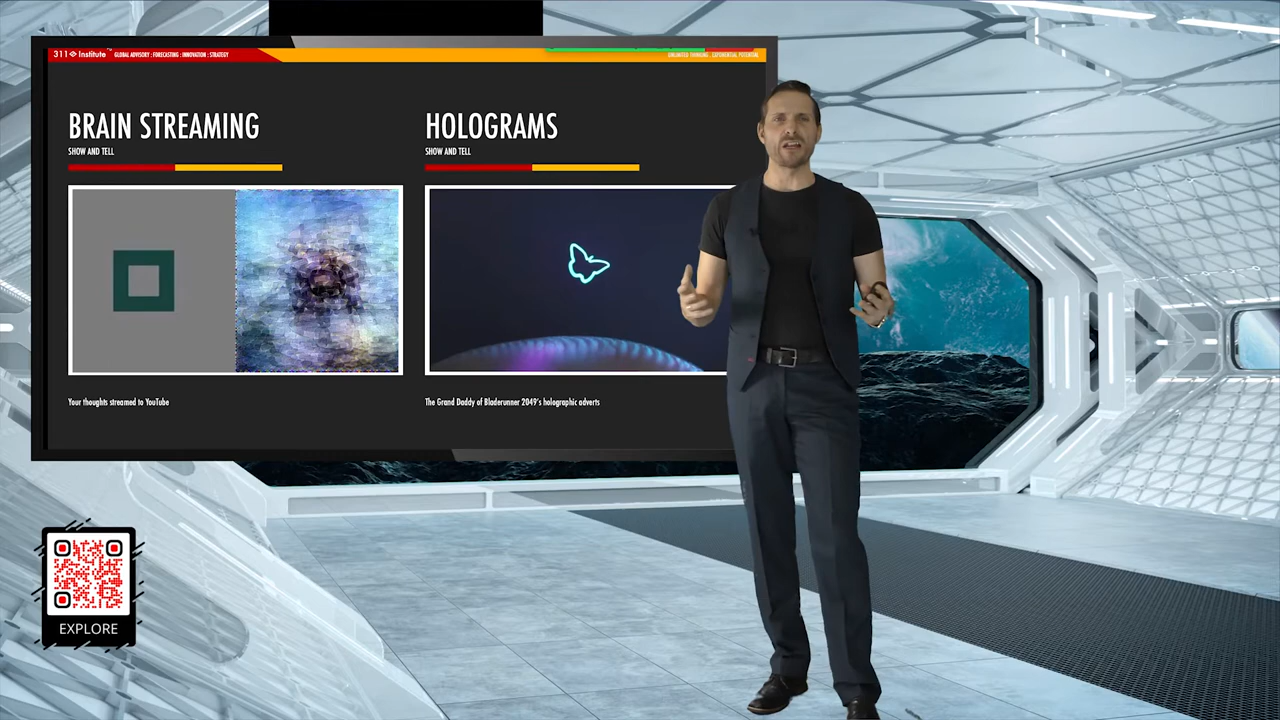 311 Institute
GLOBAL ADVISORY : FORECASTING : INNOVATION : STRATEGY
UNLIMITED THINKING . EXPONENTIAL POTENTIAL
BRAIN STREAMING
SHOW AND TELL
HOLOGRAMS
SHOW AND TELL
Your thoughts streamed to YouTube
The Grand Daddy of Bladerunner 2049's holographic adverts
EXPLORE